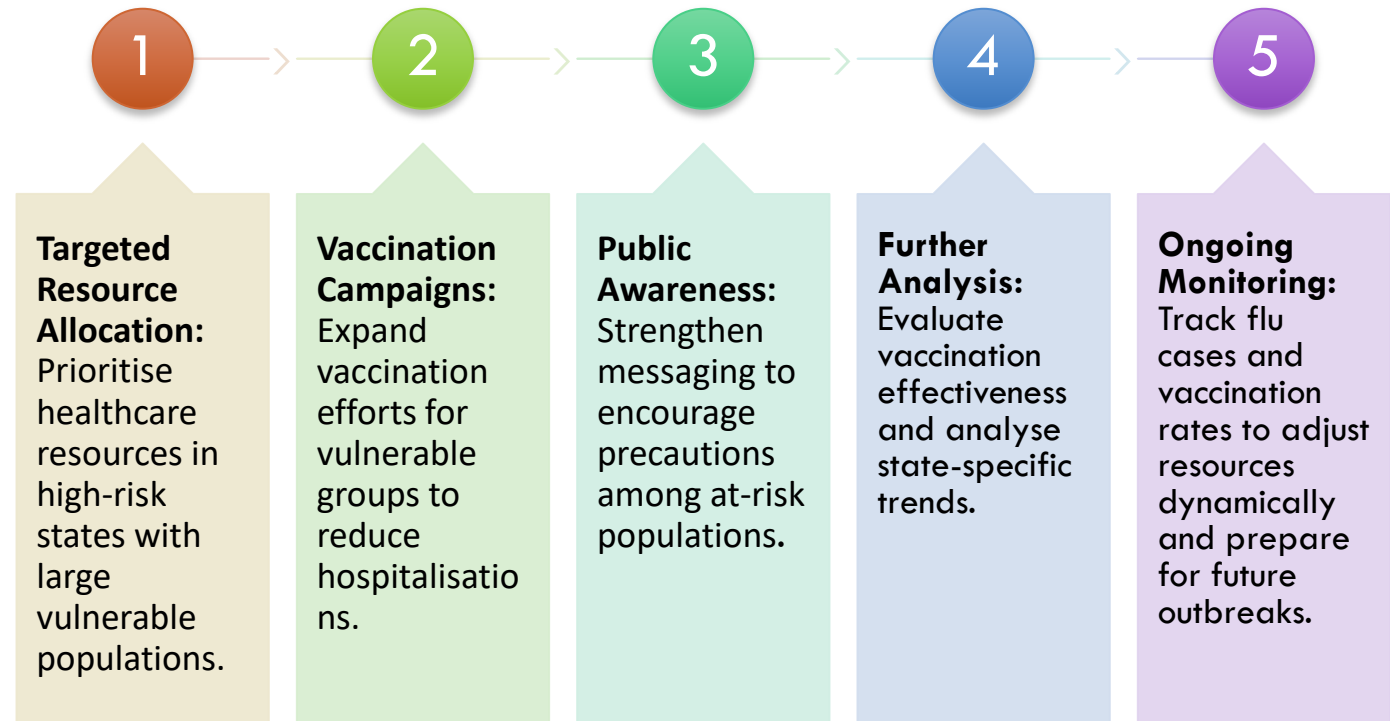 1
2
3
4
5
Targeted
Resource
Allocation:
Prioritise
healthcare
resources in
high-risk
states with
large
vulnerable
populations.
Vaccination
Campaigns:
Expand
vaccination
efforts for
vulnerable
groups to
reduce
hospitalisatio
ns.
Public
Awareness:
Strengthen
messaging to
encourage
precautions
among at-risk
populations.
Further
Analysis:
Evaluate
vaccination
effectiveness
and analyse
state-specific
trends.
Ongoing
Monitoring:
Track flu
cases and
vaccination
rates to adjust
resources
dynamically
and prepare
for future
outbreaks.